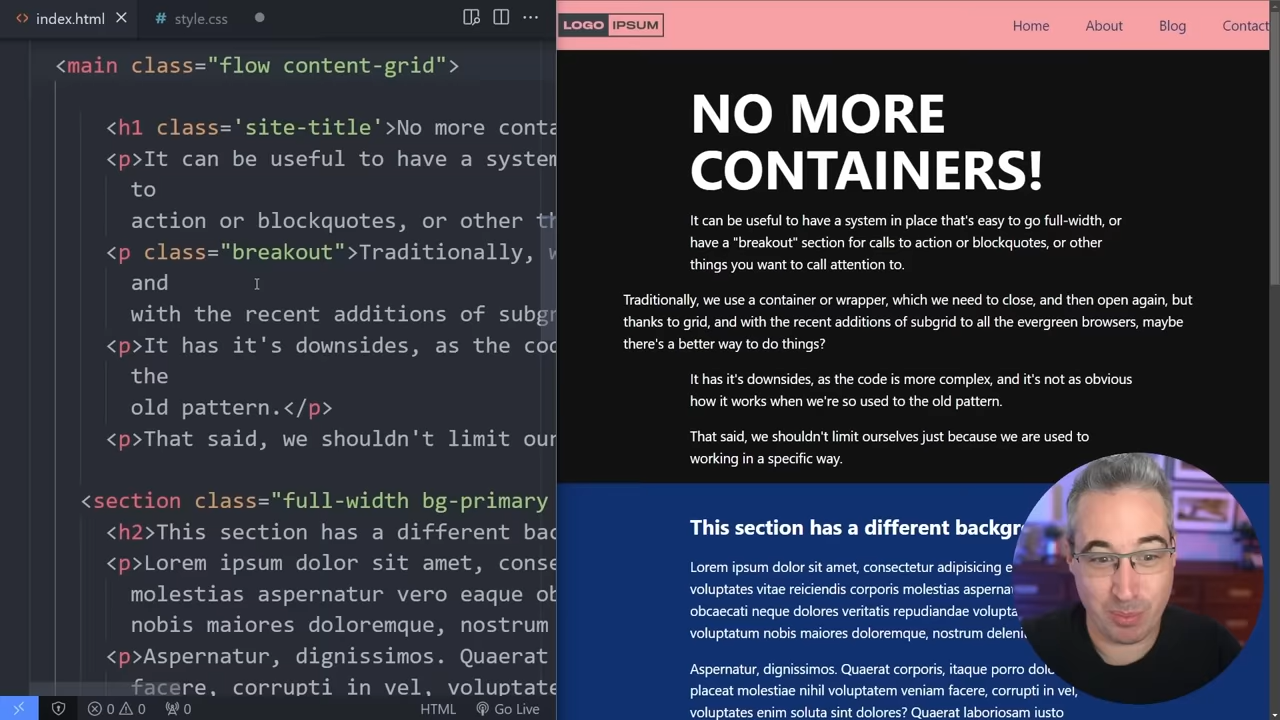 index.html
style.css
<main class="flow content-grid">
<h1 class='site-title'>No more conta
<p>It can be useful to have a system
to
action or blockquotes, or other th
<p class="breakout">Traditionally, w
and
with the recent additions of subg
<p>It has it's downsides, as the co
the
old pattern.</p>
<p>That said, we shouldn't limit our
<section class="full-width bg-primary
<h2>This section has a different bac
<p>Lorem ipsum dolor sit amet, conse
molestias aspernatur vero eaque ob
nobis maiores doloremque, nostrum
<p>Aspernatur, dignissimos. Quaerat
facere, corrupti in vel, voluptate
0 0 0 HTML Go Live
LOGO IPSUM
Home About Blog Contact
NO MORE
CONTAINERS!
It can be useful to have a system in place that's easy to go full-width, or
have a "breakout" section for calls to action or blockquotes, or other
things you want to call attention to.
Traditionally, we use a container or wrapper, which we need to close, and then open again, but
thanks to grid, and with the recent additions of subgrid to all the evergreen browsers, maybe
there's a better way to do things?
It has it's downsides, as the code is more complex, and it's not as obvious
how it works when we're so used to the old pattern.
That said, we shouldn't limit ourselves just because we are used to
working in a specific way.
This section has a different backgr
Lorem ipsum dolor sit amet, consectetur adipisicing e
voluptates vitae reiciendis corporis molestias asperna
obcaecati neque dolores veritatis repudiandae volupta
voluptatum nobis maiores doloremque, nostrum deleni
Aspernatur, dignissimos. Quaerat corporis, itaque porro dolo
placeat molestiae nihil voluptatem veniam facere, corrupti in vel,
voluptates enim soluta sint dolores? Quaerat laboriosam iusto